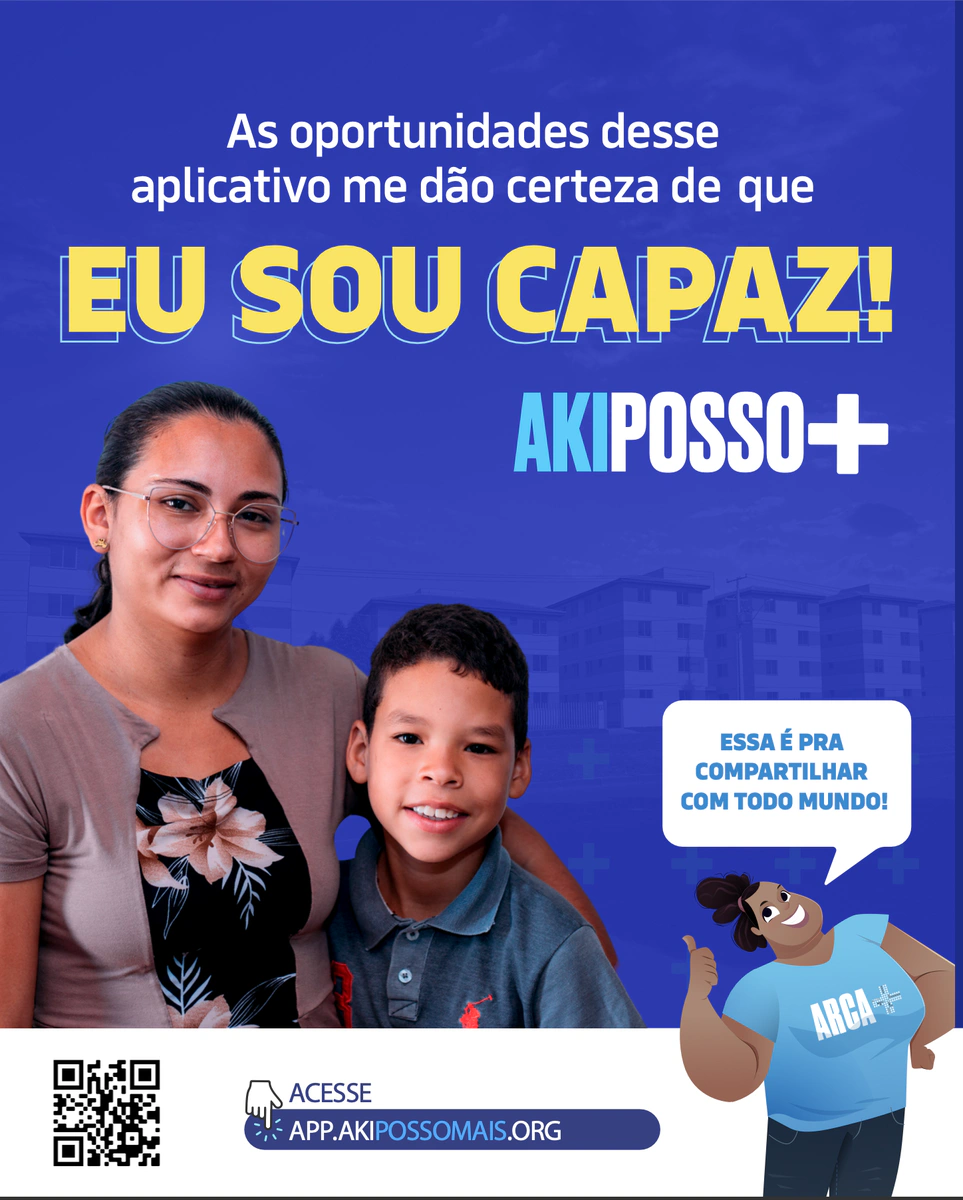 As oportunidades desse
aplicativo me dão certeza de que
EU SOU CAPAZ!
AKIPOSSO+
ESSA É PRA
COMPARTILHAR
COM TODO MUNDO!
ARCA+
ACESSE
APP.AKIPOSSOMAIS.ORG